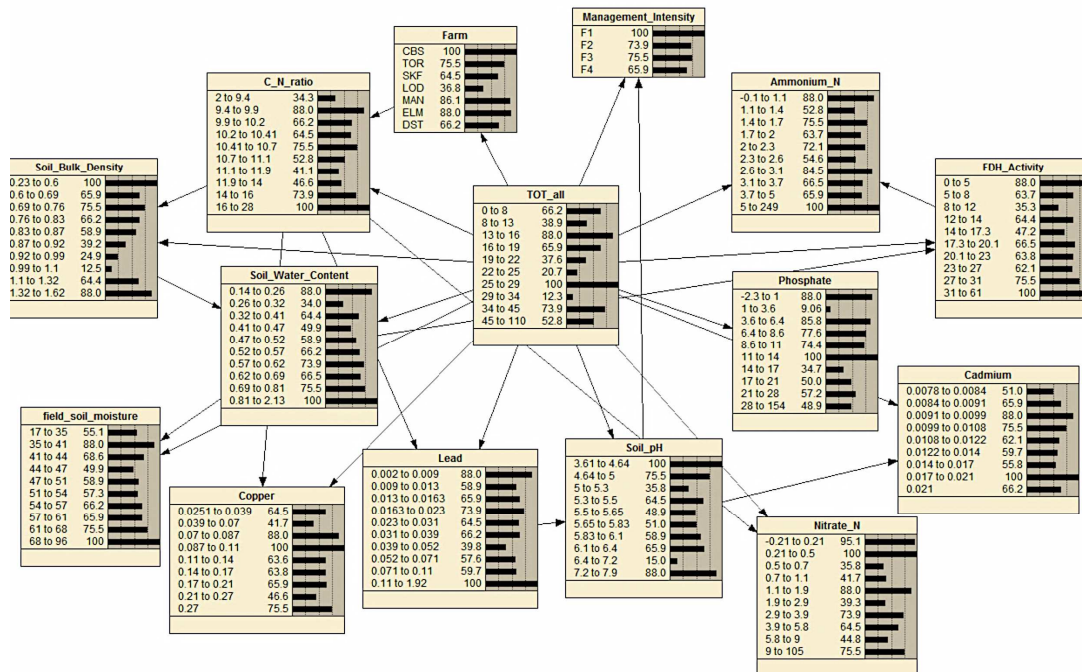 Management_Intensity
F1 100
F2 73.9
F3 75.5
F4 65.9
Farm
CBS 100
TOR 75.5
SKF 64.5
LOD 36.8
MAN 86.1
ELM 88.0
DST 66.2
C_N_ratio
2 to 9.4 34.3
9.4 to 9.9 88.0
9.9 to 10.2 66.2
10.2 to 10.41 64.5
10.41 to 10.7 75.5
10.7 to 11.1 52.8
11.1 to 11.9 41.1
11.9 to 14 46.6
14 to 16 73.9
16 to 28 100
Ammonium_N
-0.1 to 1.1 88.0
1.1 to 1.4 52.8
1.4 to 1.7 75.5
1.7 to 2 63.7
2 to 2.3 72.1
2.3 to 2.6 54.6
2.6 to 3.1 84.5
3.1 to 3.7 66.5
3.7 to 5 65.9
5 to 249 100
Soil_Bulk_Density
0.23 to 0.6 100
0.6 to 0.69 65.9
0.69 to 0.76 75.5
0.76 to 0.83 66.2
0.83 to 0.87 58.9
0.87 to 0.92 39.2
0.92 to 0.99 24.9
0.99 to 1.1 12.5
1.1 to 1.32 64.4
1.32 to 1.62 88.0
FDH_Activity
0 to 5 88.0
5 to 8 63.7
8 to 12 35.3
12 to 14 64.4
14 to 17.3 47.2
17.3 to 20.1 66.5
20.1 to 23 63.8
23 to 27 62.1
27 to 31 75.5
31 to 61 100
TOT_all
0 to 8 66.2
8 to 13 38.9
13 to 16 88.0
16 to 19 65.9
19 to 22 37.6
22 to 25 20.7
25 to 29 100
29 to 34 12.3
34 to 45 73.9
45 to 110 52.8
Soil_Water_Content
0.14 to 0.26 88.0
0.26 to 0.32 34.0
0.32 to 0.41 64.4
0.41 to 0.47 49.9
0.47 to 0.52 58.9
0.52 to 0.57 66.2
0.57 to 0.62 73.9
0.62 to 0.69 66.5
0.69 to 0.81 75.5
0.81 to 2.13 100
Phosphate
-2.3 to 1 88.0
1 to 3.6 9.06
3.6 to 6.4 85.8
6.4 to 8.6 77.6
8.6 to 11 74.4
11 to 14 100
14 to 17 34.7
17 to 21 50.0
21 to 28 57.2
28 to 154 48.9
Cadmium
0.0078 to 0.0084 51.0
0.0084 to 0.0091 65.9
0.0091 to 0.0099 88.0
0.0099 to 0.0108 75.5
0.0108 to 0.0122 62.1
0.0122 to 0.014 59.7
0.014 to 0.017 55.8
0.017 to 0.021 100
0.021 66.2
field_soil_moisture
17 to 35 55.1
35 to 41 88.0
41 to 44 68.6
44 to 47 49.9
47 to 51 58.9
51 to 54 57.3
54 to 57 66.2
57 to 61 65.9
61 to 68 75.5
68 to 96 100
Soil_pH
3.61 to 4.64 100
4.64 to 5 75.5
5 to 5.3 35.8
5.3 to 5.5 64.5
5.5 to 5.65 48.9
5.65 to 5.83 51.0
5.83 to 6.1 58.9
6.1 to 6.4 65.9
6.4 to 7.2 15.0
7.2 to 7.9 88.0
Lead
0.002 to 0.009 88.0
0.009 to 0.013 58.9
0.013 to 0.0163 65.9
0.0163 to 0.023 73.9
0.023 to 0.031 64.5
0.031 to 0.039 66.2
0.039 to 0.052 39.8
0.052 to 0.071 57.6
0.071 to 0.11 59.7
0.11 to 1.92 100
Copper
0.0251 to 0.039 64.5
0.039 to 0.07 41.7
0.07 to 0.087 88.0
0.087 to 0.11 100
0.11 to 0.14 63.6
0.14 to 0.17 63.8
0.17 to 0.21 65.9
0.21 to 0.27 46.6
0.27 75.5
Nitrate_N
-0.21 to 0.21 95.1
0.21 to 0.5 100
0.5 to 0.7 35.8
0.7 to 1.1 41.7
1.1 to 1.9 88.0
1.9 to 2.9 39.3
2.9 to 3.9 73.9
3.9 to 5.8 64.5
5.8 to 9 44.8
9 to 105 75.5